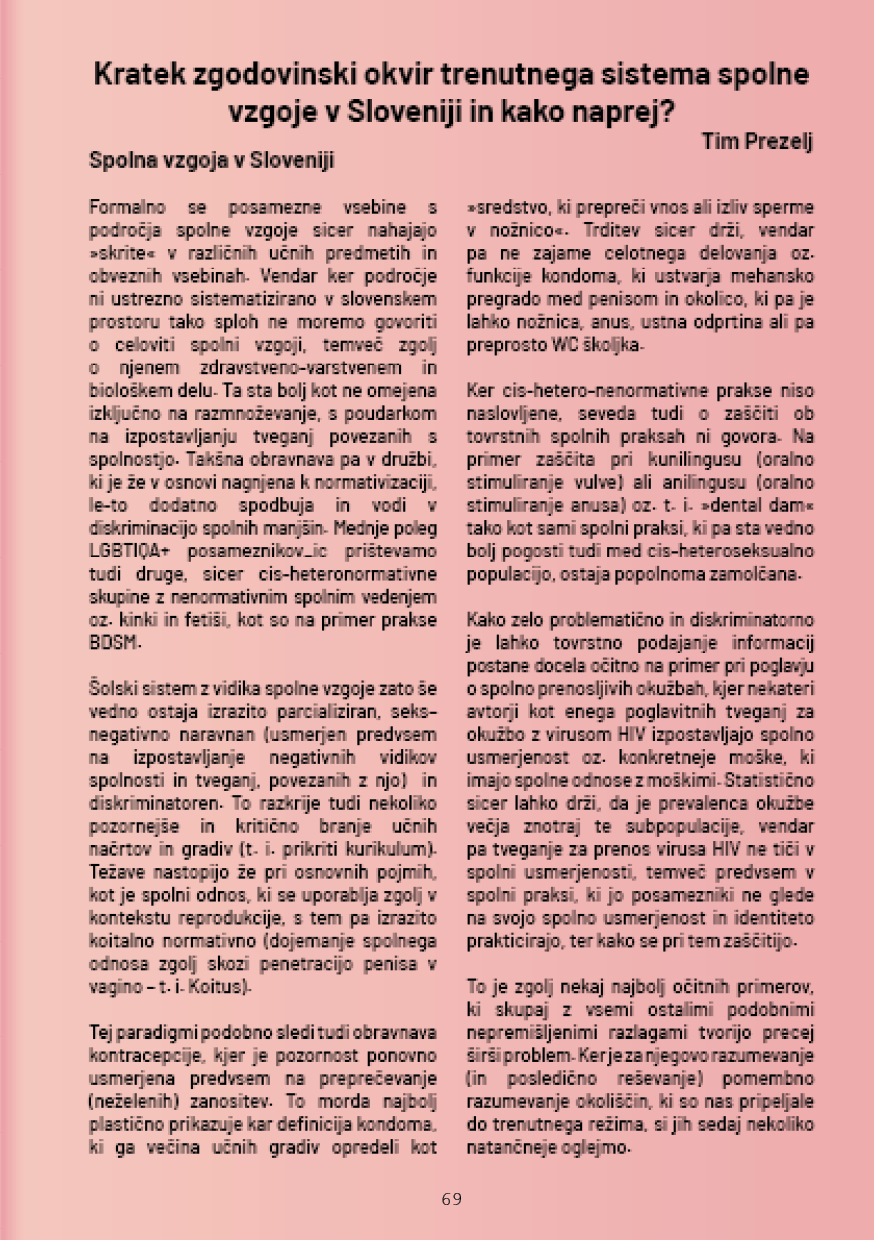 Kratek zgodovinski okvir trenutnega sistema spolne
vzgoje v Sloveniji in kako naprej?
Tim Prezelj
Spolna vzgoja v Sloveniji
Formalno se posamezne vsebine s
področja spolne vzgoje sicer nahajajo
»skrite« v različnih učnih predmetih in
obveznih vsebinah. Vendar ker področje
ni ustrezno sistematizirano v slovenskem
prostoru tako sploh ne moremo govoriti
o celoviti spolni vzgoji, temveč zgolj
o njenem zdravstveno-varstvenem in
biološkem delu. Ta sta bolj kot ne omejena
izključno na razmnoževanje, s poudarkom
na izpostavljanju tveganj povezanih s
spolnostjo. Takšna obravnava pa v družbi,
ki je že v osnovi nagnjena k normativizaciji,
le-to dodatno spodbuja in vodi v
diskriminacijo spolnih manjšin. Mednje poleg
LGBTIQA+ posameznikov_ic prištevamo
tudi druge, sicer cis-heteronormativne
skupine z nenormativnim spolnim vedenjem
oz. kinki in fetiši, kot so na primer prakse
BDSM.
Šolski sistem z vidika spolne vzgoje zato še
vedno ostaja izrazito parcializiran, seks-
negativno naravnan (usmerjen predvsem
na izpostavljanje negativnih vidikov
spolnosti in tveganj, povezanih z njo) in
diskriminatoren. To razkrije tudi nekoliko
pozornejše in kritično branje učnih
načrtov in gradiv (t. i. prikriti kurikulum).
Težave nastopijo že pri osnovnih pojmih,
kot je spolni odnos, ki se uporablja zgolj v
kontekstu reprodukcije, s tem pa izrazito
koitalno normativno (dojemanje spolnega
odnosa zgolj skozi penetracijo penisa v
vagino – t. i. Koitus).
Tej paradigmi podobno sledi tudi obravnava
kontracepcije, kjer je pozornost ponovno
usmerjena predvsem na preprečevanje
(neželenih) zanositev. To morda najbolj
plastično prikazuje kar definicija kondoma,
ki ga večina učnih gradiv opredeli kot
»sredstvo, ki prepreči vnos ali izliv sperme
v nožnico«. Trditev sicer drži, vendar
pa ne zajame celotnega delovanja oz.
funkcije kondoma, ki ustvarja mehansko
pregrado med penisom in okolico, ki pa je
lahko nožnica, anus, ustna odprtina ali pa
preprosto WC školjka.
Ker cis-hetero-nenormativne prakse niso
naslovljene, seveda tudi o zaščiti ob
tovrstnih spolnih praksah ni govora. Na
primer zaščita pri kunilingusu (oralno
stimuliranje vulve) ali anilingusu (oralno
stimuliranje anusa) oz. t. i. »dental dam«
tako kot sami spolni praksi, ki pa sta vedno
bolj pogosti tudi med cis-heteroseksualno
populacijo, ostaja popolnoma zamolčana.
Kako zelo problematično in diskriminatorno
je lahko tovrstno podajanje informacij
postane docela očitno na primer pri poglavju
o spolno prenosljivih okužbah, kjer nekateri
avtorji kot enega poglavitnih tveganj za
okužbo z virusom HIV izpostavljajo spolno
usmerjenost oz. konkretneje moške, ki
imajo spolne odnose z moškimi. Statistično
sicer lahko drži, da je prevalenca okužbe
večja znotraj te subpopulacije, vendar
pa tveganje za prenos virusa HIV ne tiči v
spolni usmerjenosti, temveč predvsem v
spolni praksi, ki jo posamezniki ne glede
na svojo spolno usmerjenost in identiteto
prakticirajo, ter kako se pri tem zaščitijo.
To je zgolj nekaj najbolj očitnih primerov,
ki skupaj z vsemi ostalimi podobnimi
nepremišljenimi razlagami tvorijo precej
širši problem. Ker je za njegovo razumevanje
(in posledično reševanje) pomembno
razumevanje okoliščin, ki so nas pripeljale
do trenutnega režima, si jih sedaj nekoliko
natančneje oglejmo.
69